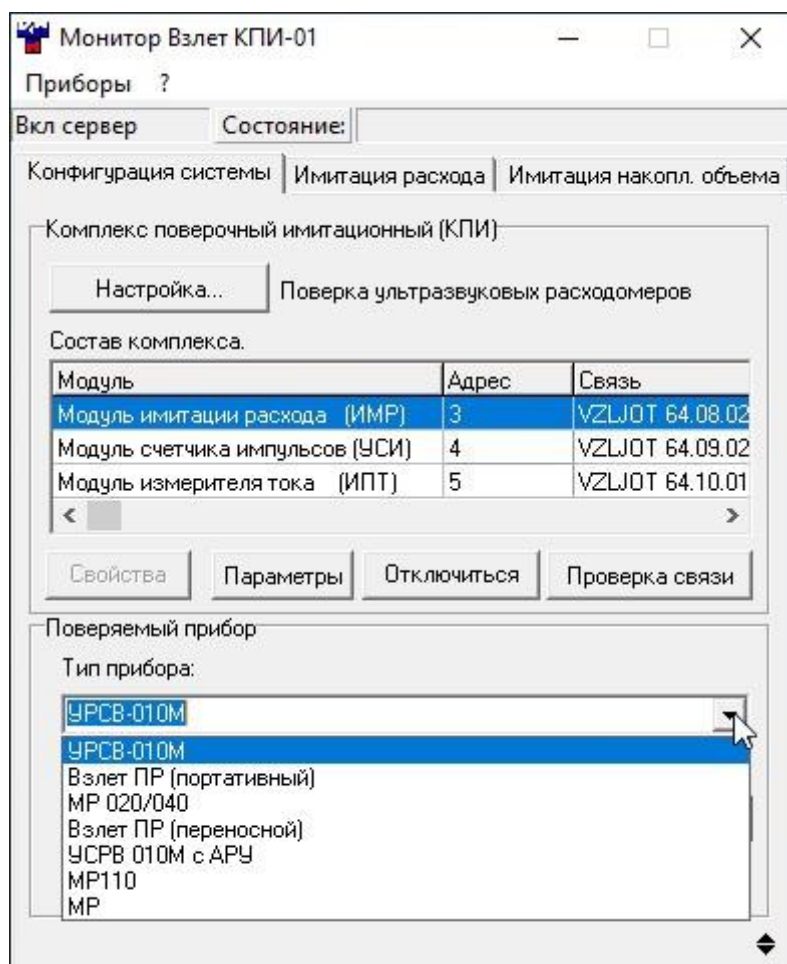 Монитор Взлет КПИ-01
Приборы ?
Вкл сервер Состояние:
Конфигурация системы Имитация расхода Имитация накопл. объема
Комплекс поверочный имитационный (КПИ)
Настройка... Поверка ультразвуковых расходомеров
Состав комплекса.
Модуль Адрес Связь
Модуль имитации расхода (ИМР) 3 VZLJOT 64.08.02
Модуль счетчика импульсов (УСИ) 4 VZLJOT 64.09.02
Модуль измерителя тока (ИПТ) 5 VZLJOT 64.10.01
Свойства Параметры Отключиться Проверка связи
Поверяемый прибор
Тип прибора:
УРСВ-010М
УРСВ-010М
Взлет ПР (портативный)
МР 020/040
Взлет ПР (переносной)
УСРВ 010М с АРУ
МР110
МР